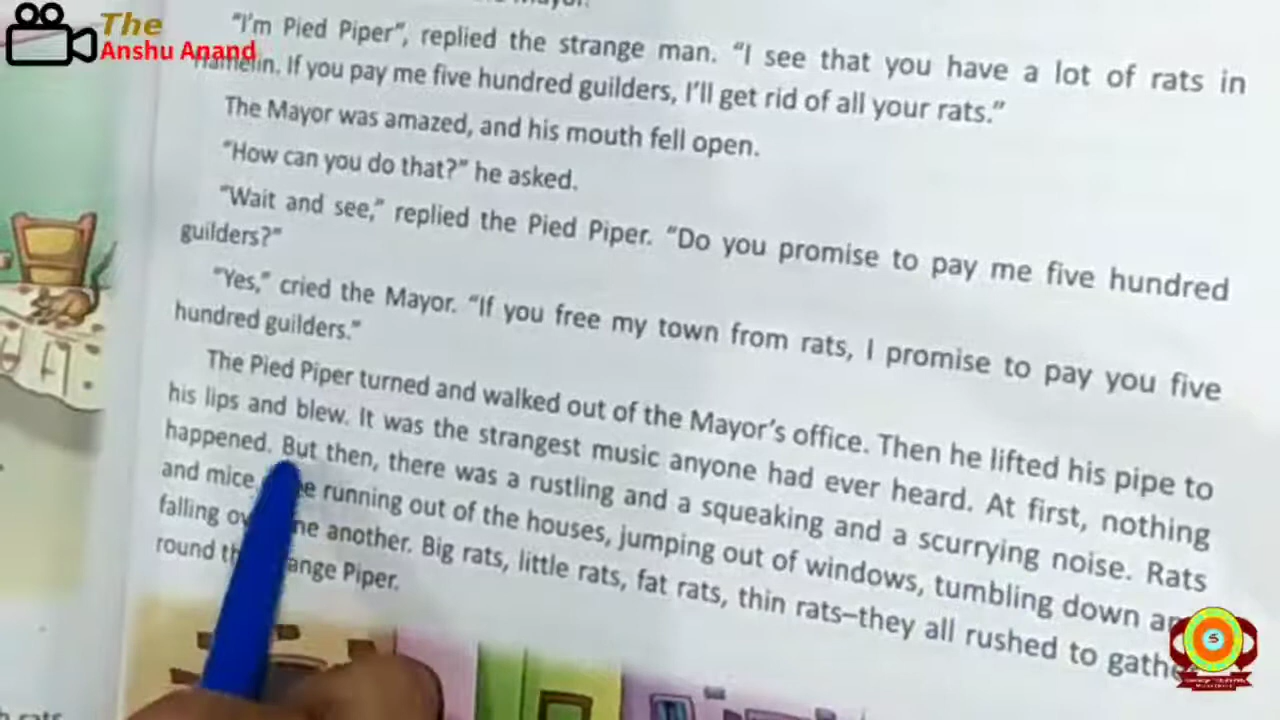 The
Anshu Anand
Mayor.
"I'm Pied Piper", replied the strange man. "I see that you have a lot of rats in
Hamelin. If you pay me five hundred guilders, I'll get rid of all your rats."
The Mayor was amazed, and his mouth fell open.
"How can you do that?" he asked.
"Wait and see," replied the Pied Piper. "Do you promise to pay me five hundred
guilders?"
"Yes," cried the Mayor. "If you free my town from rats, I promise to pay you five
hundred guilders."
The Pied Piper turned and walked out of the Mayor's office. Then he lifted his pipe to
his lips and blew. It was the strangest music anyone had ever heard. At first, nothing
happened. But then, there was a rustling and a squeaking and a scurrying noise. Rats
and mice running out of the houses, jumping out of windows, tumbling down
falling another. Big rats, little rats, fat rats, thin rats–they all rushed to
round Piper.
rats
S